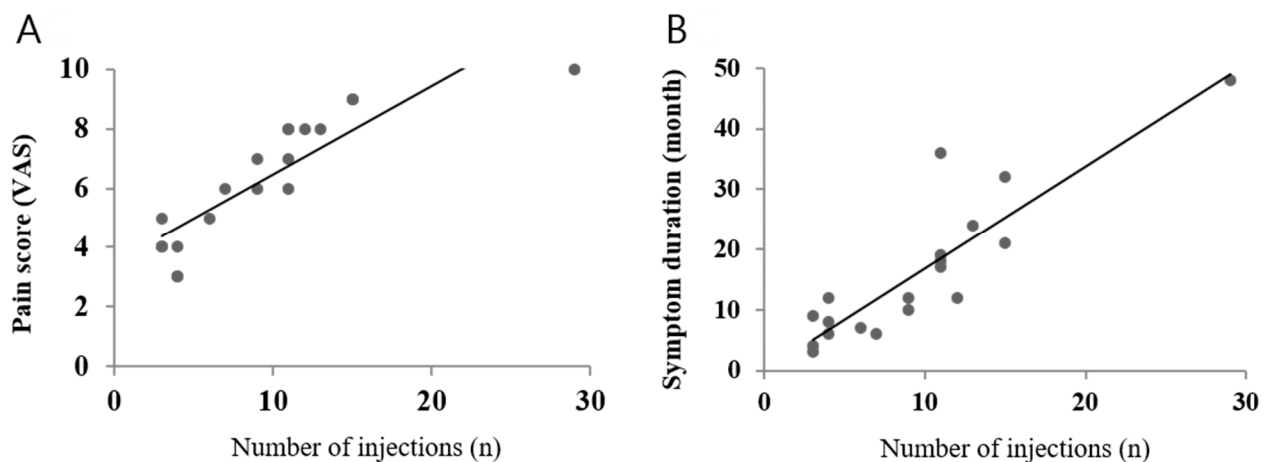 A
Pain score (VAS)
10
8
6
4
2
0
0 10 20 30
Number of injections (n)
B
Symptom duration (month)
50
40
30
20
10
0
0 10 20 30
Number of injections (n)